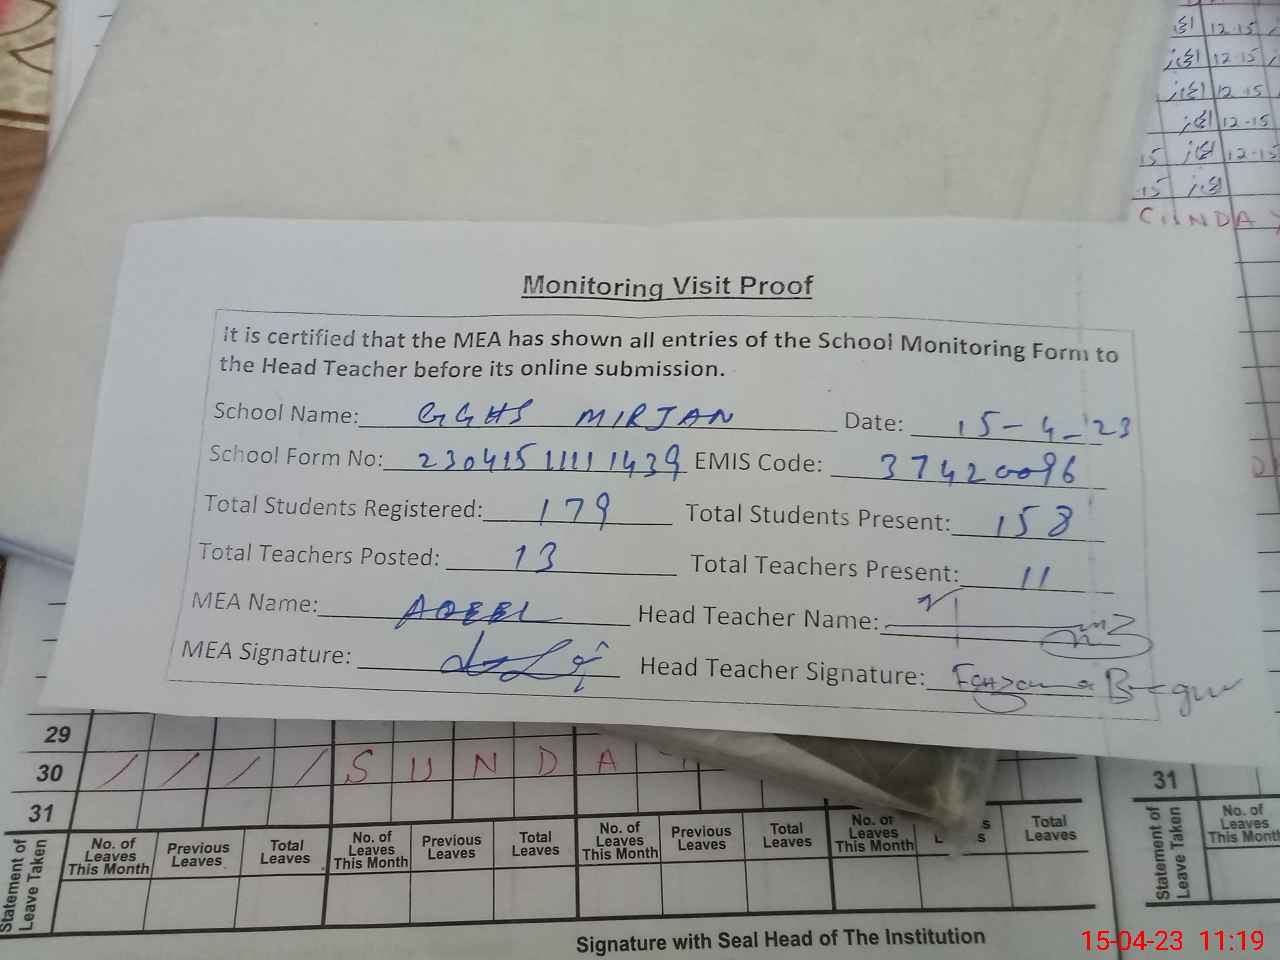 Monitoring Visit Proof
It is certified that the MEA has shown all entries of the School Monitoring Form to
the Head Teacher before its online submission.
School Name: GGHS MIRJAN Date: 15-4-'23
School Form No: 230415111111439 EMIS Code: 37420096
Total Students Registered: 179 Total Students Present: 158
Total Teachers Posted: 13 Total Teachers Present: 11
MEA Name: AQEEL Head Teacher Name:
MEA Signature: Head Teacher Signature: Farzana Begum
12-15
12-15
12-15
12-15
15 12-15
15
29
30 S U N D A
31
31
Statement of Leave Taken
No. of Leaves This Month Previous Leaves Total Leaves No. of Leaves This Month Previous Leaves Total Leaves No. of Leaves This Month Previous Leaves Total Leaves No. of Leaves This Month Total Leaves
Statement of Leave Taken
No. of Leaves This Month
Signature with Seal Head of The Institution
15-04-23 11:19